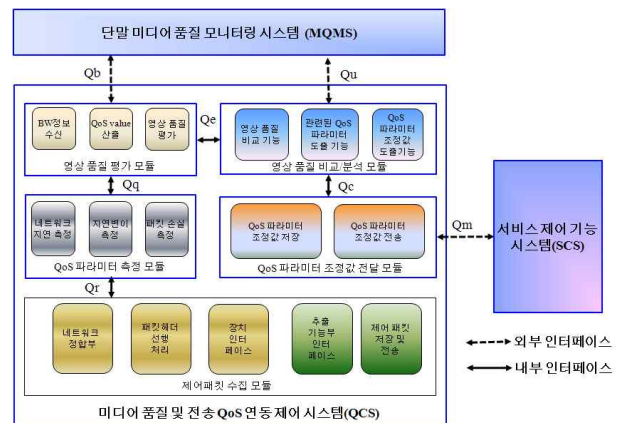 단말 미디어 품질 모니터링 시스템 (MQMS)
Qb
Qu
BW정보
수신
QoS value
산출
영상 품질
평가
영상 품질 평가 모듈
Qe
영상 품질
비교 기능
관련된 QoS
파라미터
도출 기능
QoS
파라미터
조정값
도출기능
영상 품질 비교/분석 모듈
Qq
Qc
네트워크
지연 측정
지연변이
측정
패킷 손실
측정
QoS 파라미터 측정 모듈
QoS 파라미터
조정값 저장
QoS 파라미터
조정값 전송
QoS 파라미터 조정값 전달 모듈
Qm
서비스 제어 기능
시스템(SCS)
Qr
네트워크
정합부
패킷헤더
선행
처리
장치
인터
페이스
추출
기능부
인터
페이스
제어 패킷
저장 및
전송
제어패킷 수집 모듈
외부 인터페이스
내부 인터페이스
미디어 품질 및 전송 QoS 연동 제어 시스템(QCS)